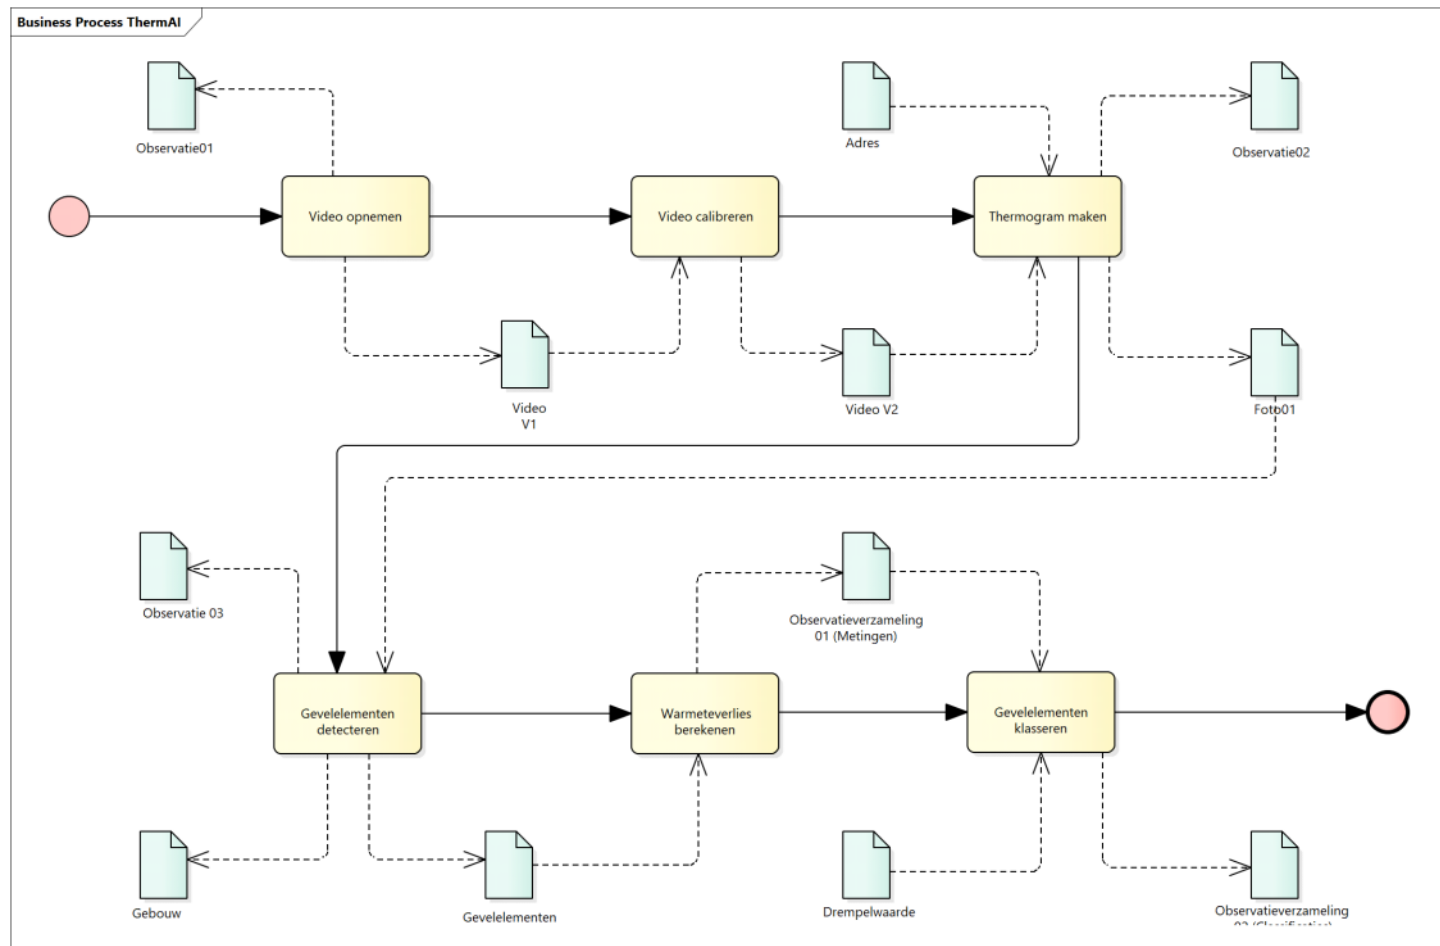 Business Process ThermAI
Observatie01
Adres
Observatie02
Video opnemen
Video calibreren
Thermogram maken
Video
V1
Video V2
Foto01
Observatie 03
Observatieverzameling
01 (Metingen)
Gevelelementen
detecteren
Warmeteverlies
berekenen
Gevelelementen
klasseren
Gebouw
Gevelelementen
Drempelwaarde
Observatieverzameling